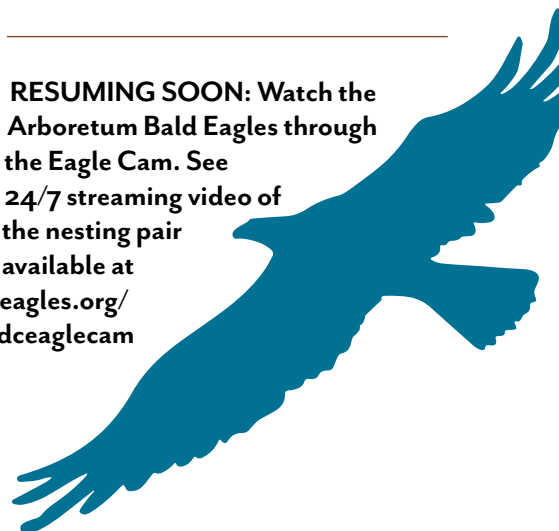 RESUMING SOON: Watch the
Arboretum Bald Eagles through
the Eagle Cam. See
24/7 streaming video of
the nesting pair
available at
eagles.org/
dceaglecam